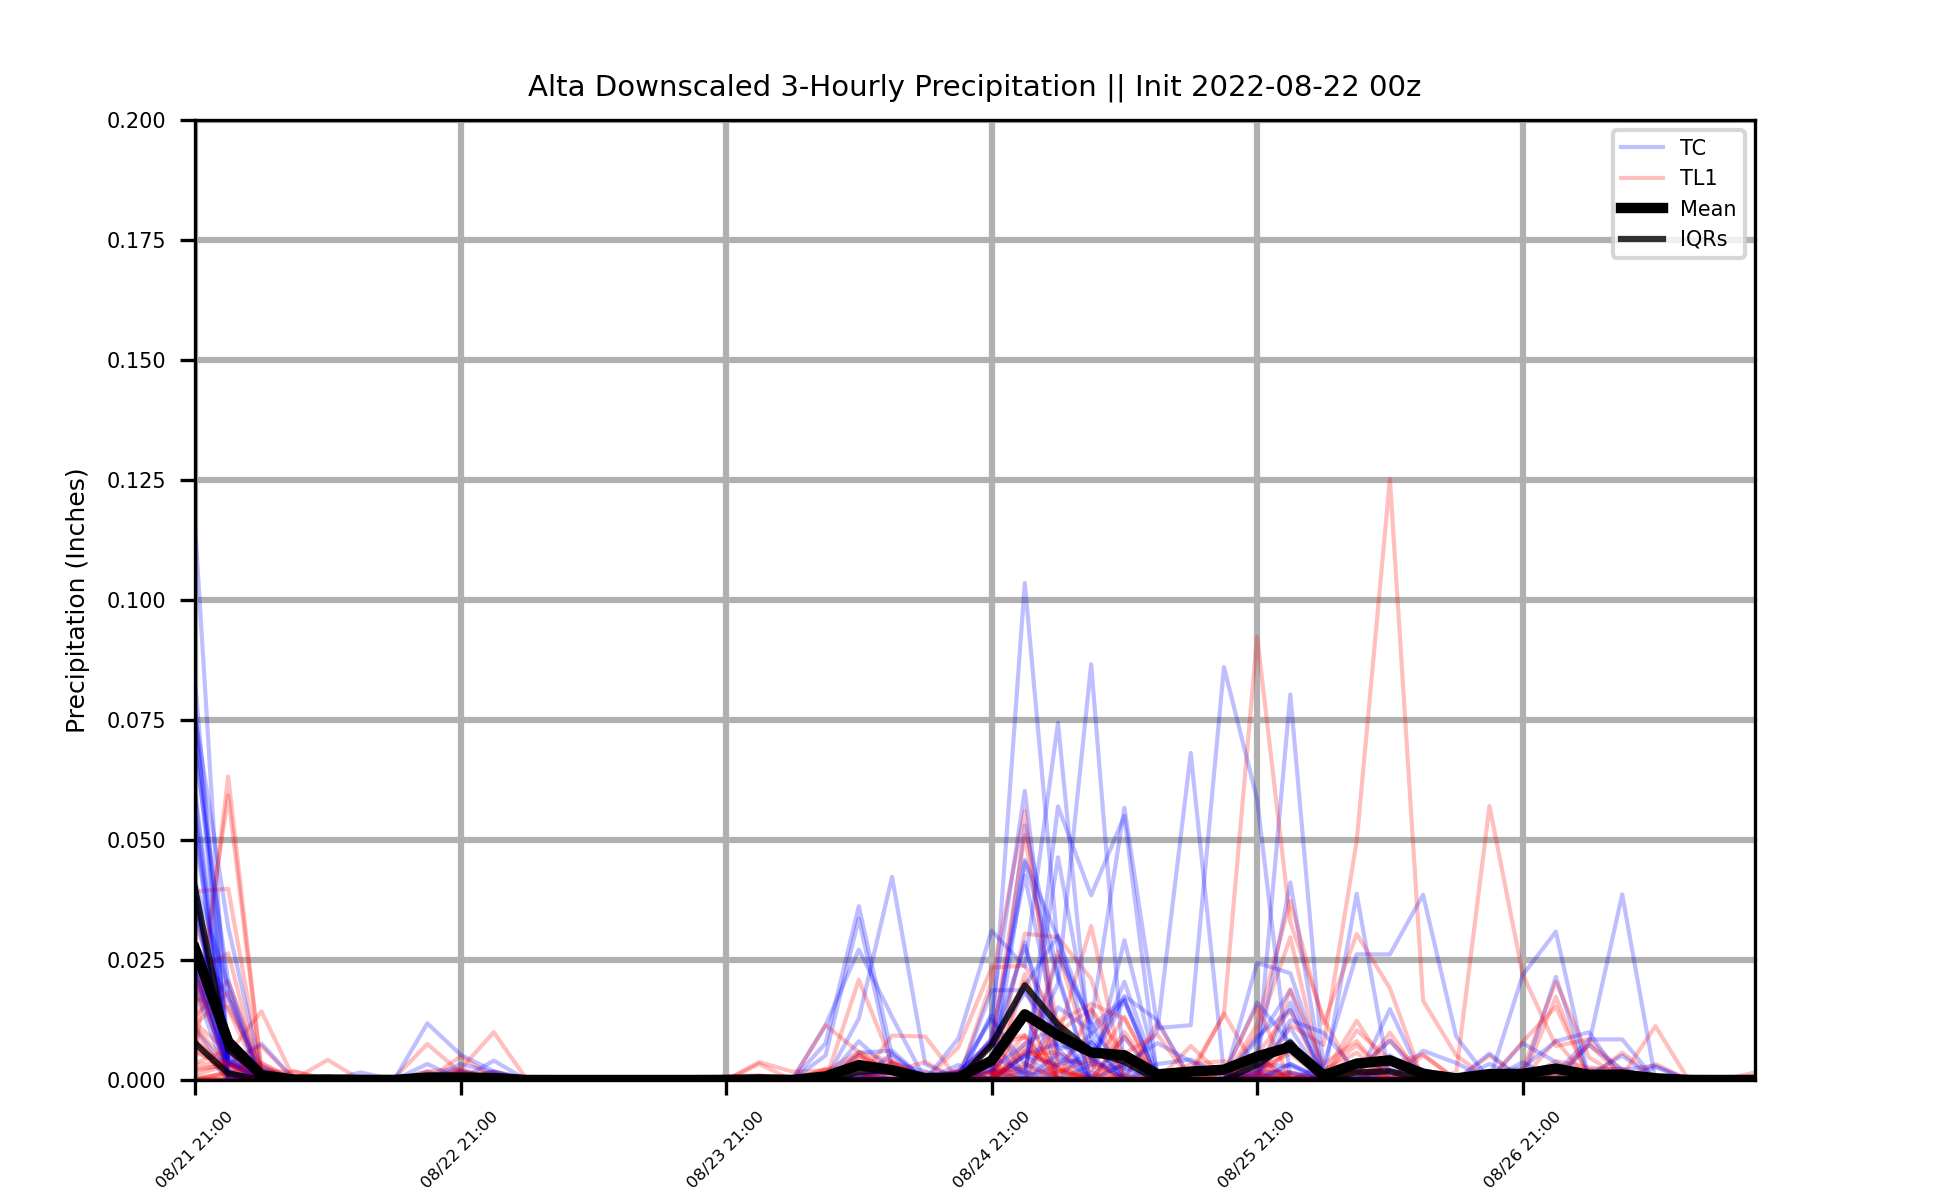 Alta Downscaled 3-Hourly Precipitation || Init 2022-08-22 00z
Precipitation (Inches)
0.200
0.175
0.150
0.125
0.100
0.075
0.050
0.025
0.000
TC
TL1
Mean
IQRs
08/21 21:00
08/22 21:00
08/23 21:00
08/24 21:00
08/25 21:00
08/26 21:00